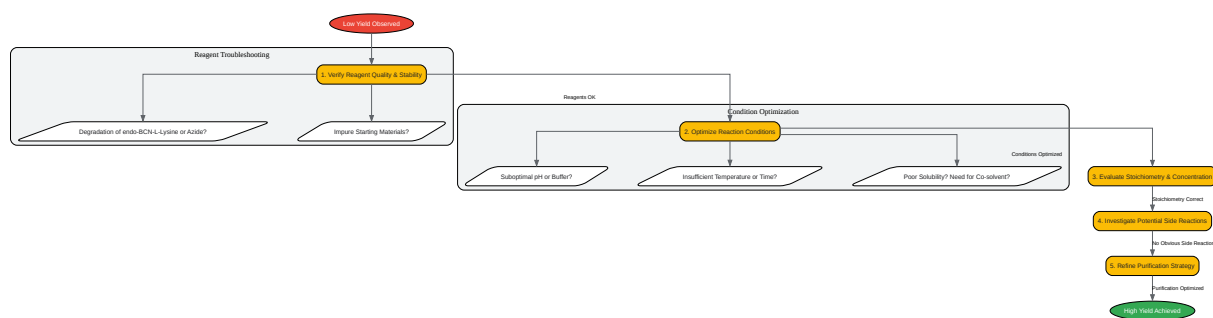 Low Yield Observed
Reagent Troubleshooting
1. Verify Reagent Quality & Stability
Reagents OK
Degradation of endo-BCN-L-Lysine or Azide?
Impure Starting Materials?
Condition Optimization
2. Optimize Reaction Conditions
Conditions Optimized
Suboptimal pH or Buffer?
Insufficient Temperature or Time?
Poor Solubility? Need for Co-solvent?
3. Evaluate Stoichiometry & Concentration
Stoichiometry Correct
4. Investigate Potential Side Reactions
No Obvious Side Reaction
5. Refine Purification Strategy
Purification Optimized
High Yield Achieved